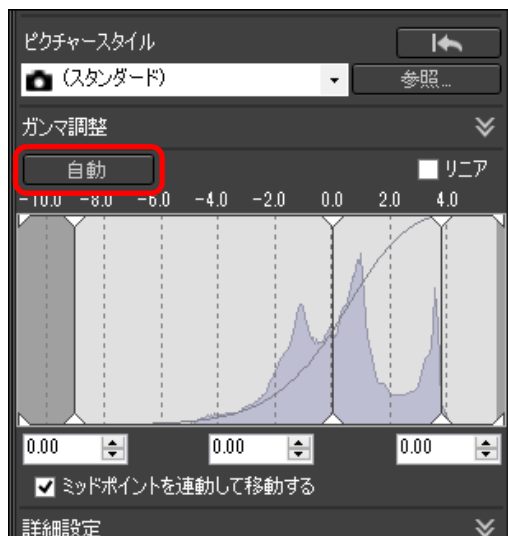 ピクチャースタイル
(スタンダード)
参照...
ガンマ調整
自動
リニア
-10.0 -8.0 -6.0 -4.0 -2.0 0.0 2.0 4.0
0.00 0.00 0.00
ミッドポイントを連動して移動する
詳細設定